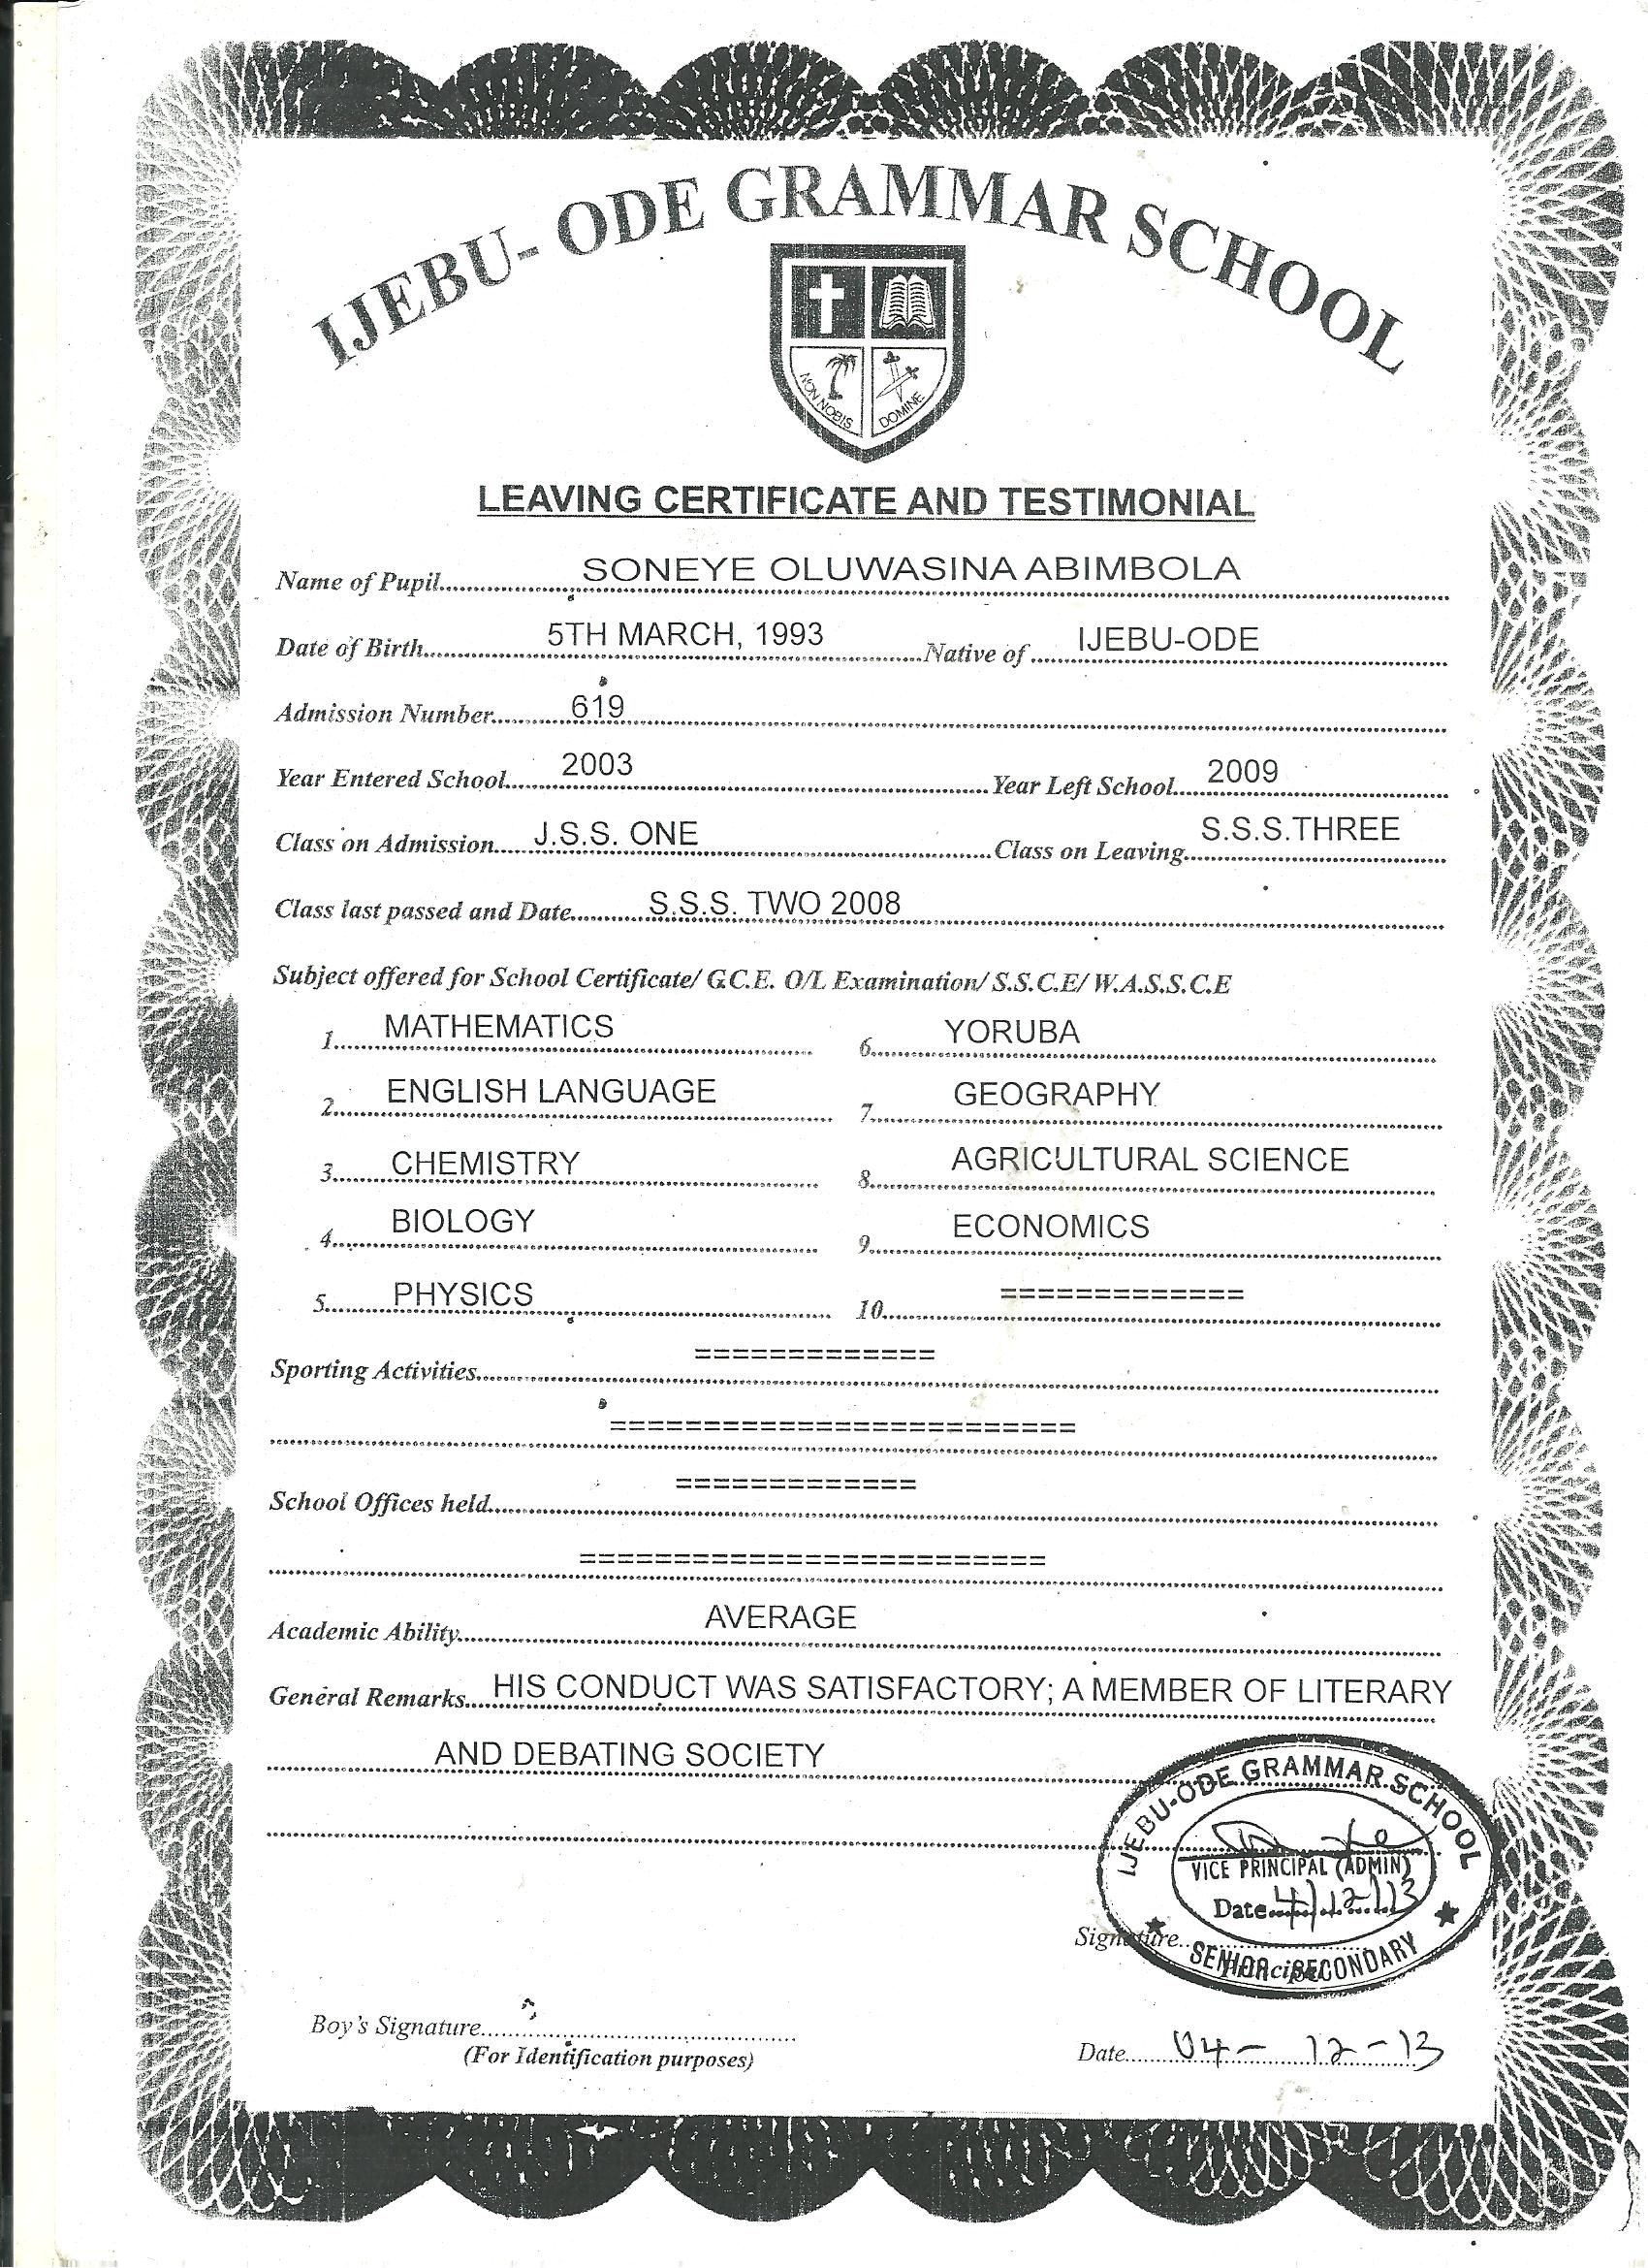 IJEBU- ODE GRAMMAR SCHOOL
NON NOBIS DOMINE
LEAVING CERTIFICATE AND TESTIMONIAL
Name of Pupil SONEYE OLUWASINA ABIMBOLA
Date of Birth 5TH MARCH, 1993 Native of IJEBU-ODE
Admission Number 619
Year Entered School 2003 Year Left School 2009
Class on Admission J.S.S. ONE Class on Leaving S.S.S.THREE
Class last passed and Date S.S.S. TWO 2008
Subject offered for School Certificate/ G.C.E. O/L Examination/ S.S.C.E/ W.A.S.S.C.E
1. MATHEMATICS 6. YORUBA
2. ENGLISH LANGUAGE 7. GEOGRAPHY
3. CHEMISTRY 8. AGRICULTURAL SCIENCE
4. BIOLOGY 9. ECONOMICS
5. PHYSICS 10. =============
Sporting Activities =============
=========================
School Offices held =============
=========================
Academic Ability AVERAGE
General Remarks HIS CONDUCT WAS SATISFACTORY; A MEMBER OF LITERARY
AND DEBATING SOCIETY
IJEBU-ODE GRAMMAR SCHOOL
VICE PRINCIPAL (ADMIN)
Date 4/12/13
SENIOR SECONDARY
Signature
Principal
Boy's Signature
(For Identification purposes)
Date 04- 12-13